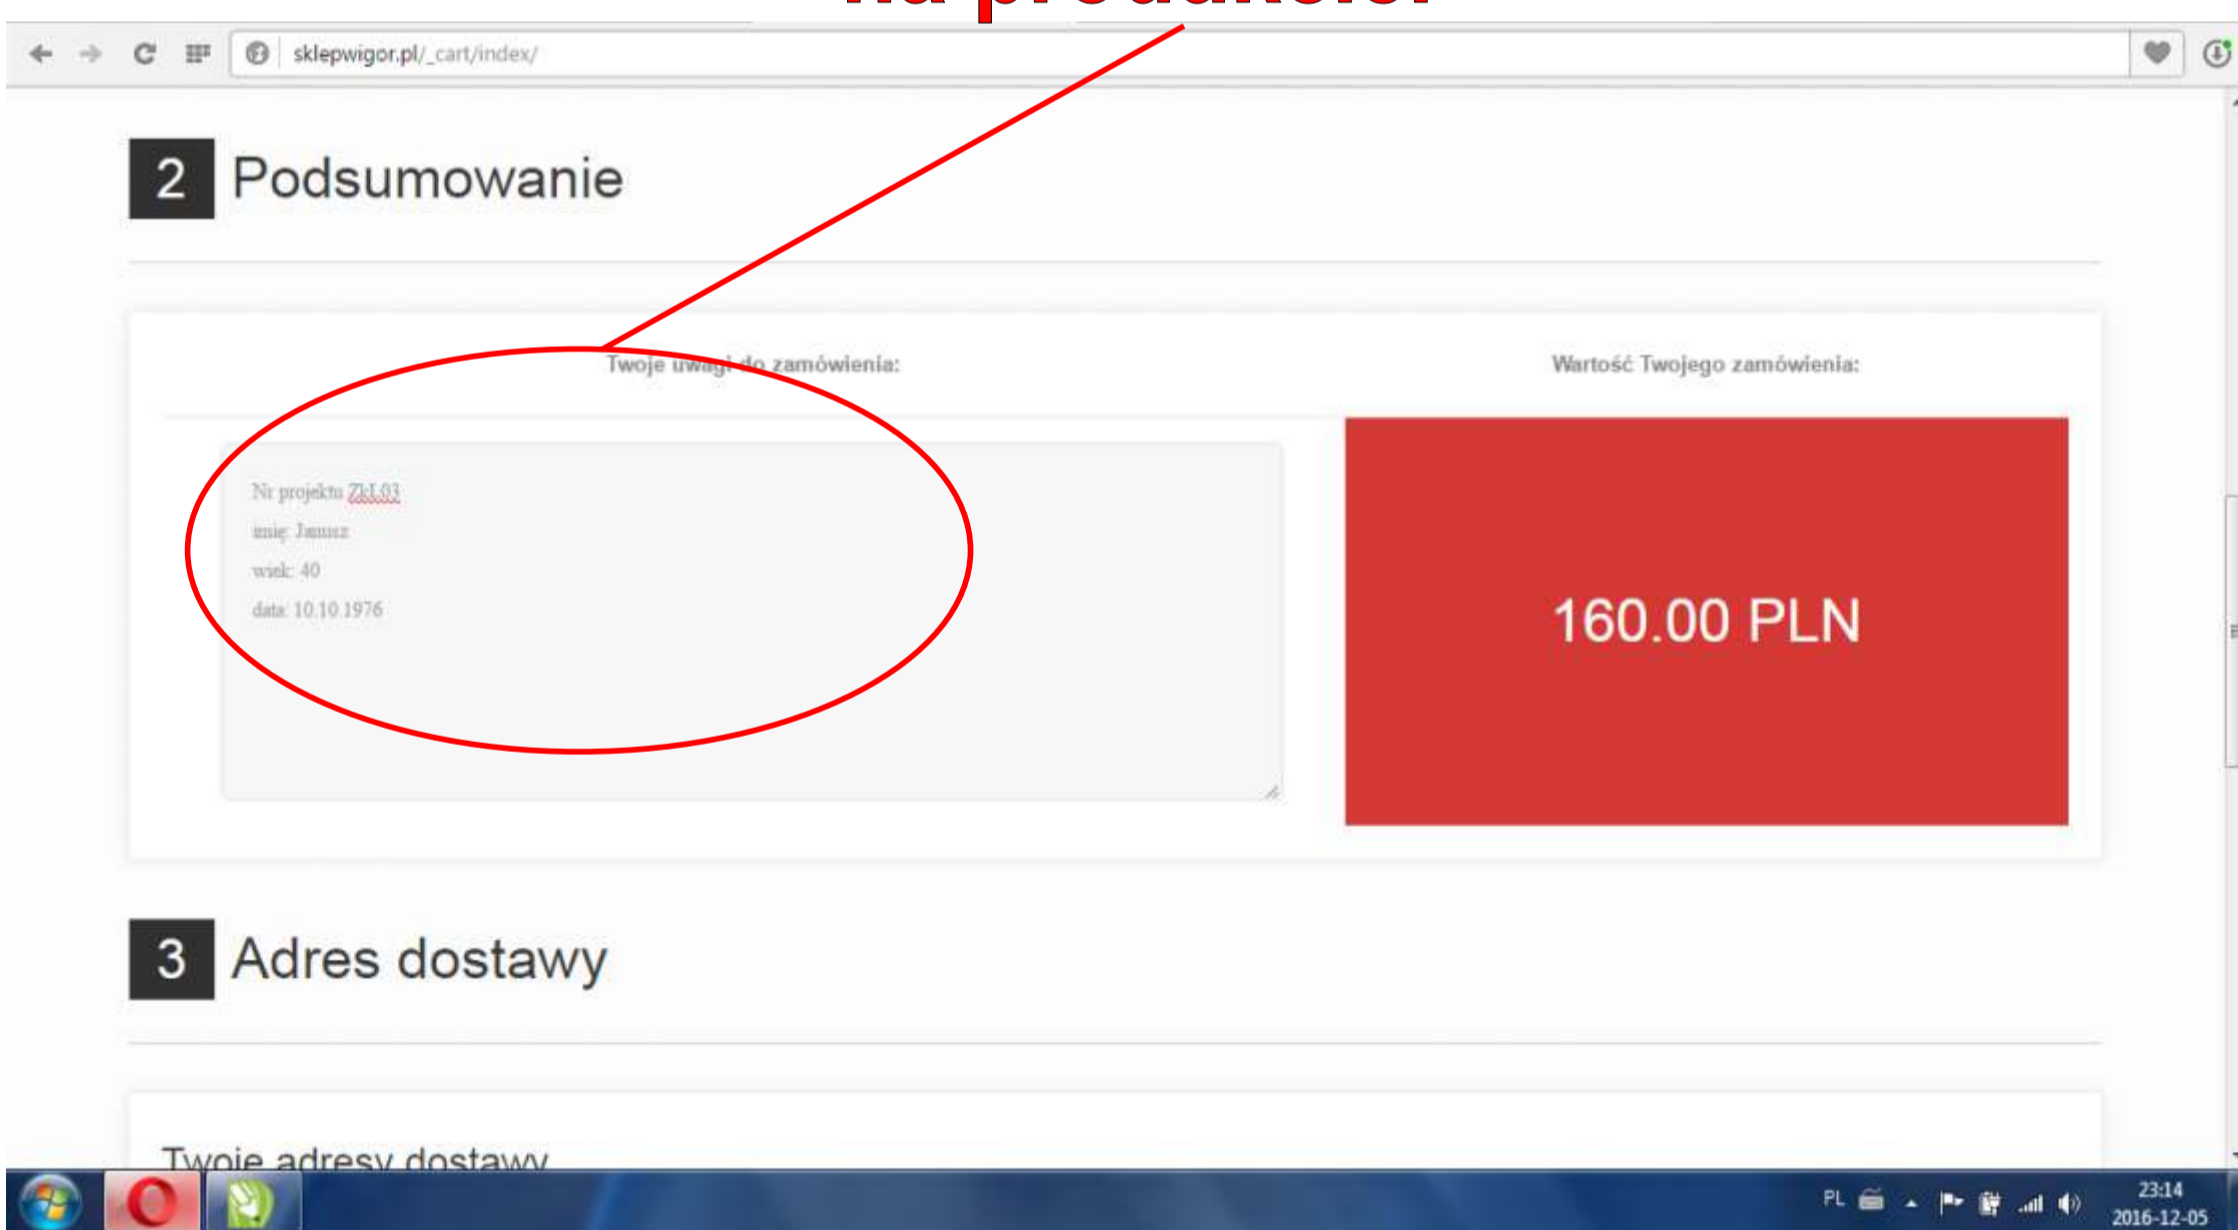 na produkcie.
sklepwigor.pl/_cart/index/
2 Podsumowanie
Twoje uwagi do zamówienia:
Wartość Twojego zamówienia:
Nr projektu ZkL03
imię: Janusz
wiek: 40
data: 10.10.1976
160.00 PLN
3 Adres dostawy
Twoje adresy dostawy
PL
23:14
2016-12-05